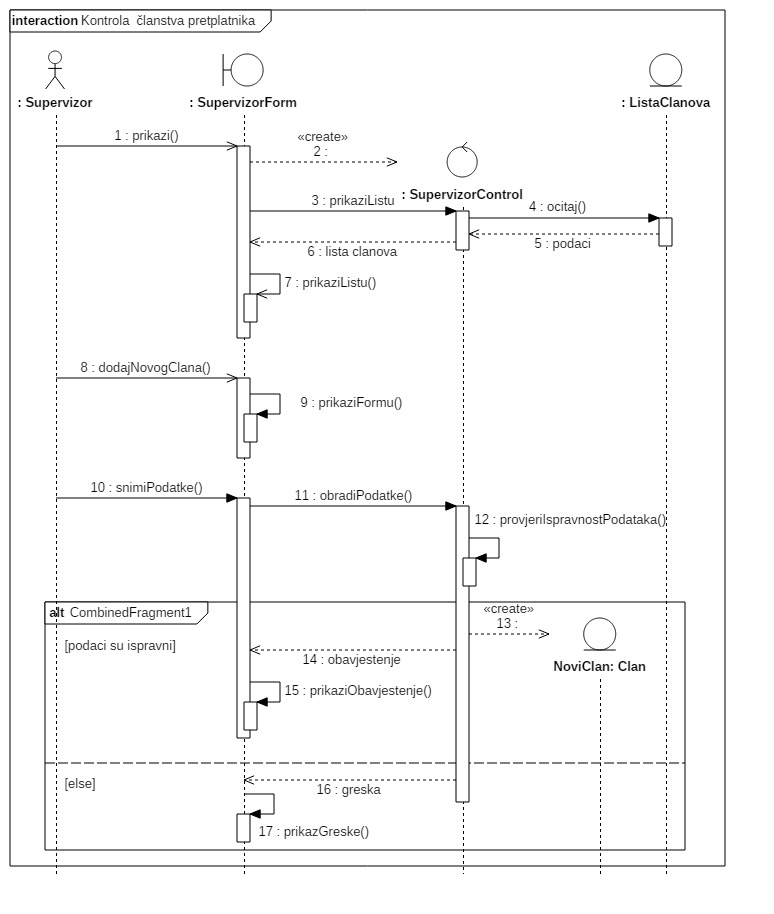 interaction Kontrola članstva pretplatnika
: Supervizor
: SupervizorForm
: ListaClanova
1 : prikazi()
«create»
2 :
: SupervizorControl
3 : prikaziListu
4 : ocitaj()
5 : podaci
6 : lista clanova
7 : prikaziListu()
8 : dodajNovogClana()
9 : prikaziFormu()
10 : snimiPodatke()
11 : obradiPodatke()
12 : provjeriIspravnostPodataka()
alt CombinedFragment1
«create»
13 :
[podaci su ispravni]
14 : obavjestenje
NoviClan: Clan
15 : prikaziObavjestenje()
[else]
16 : greska
17 : prikazGreske()